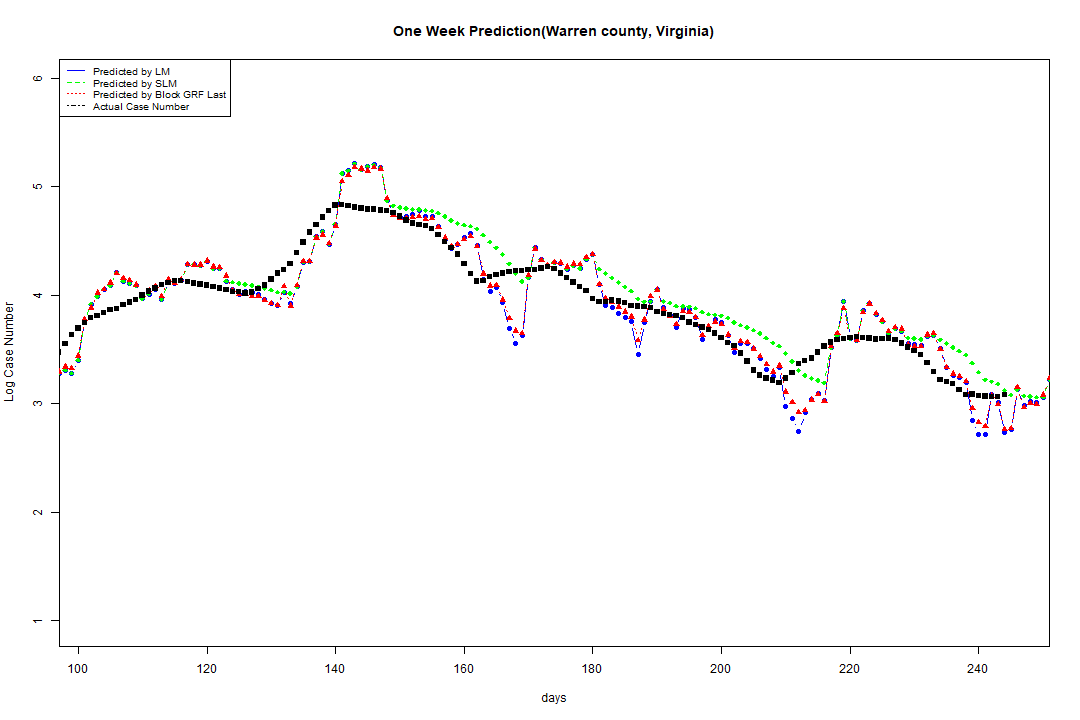 One Week Prediction(Warren county, Virginia)
Predicted by LM
Predicted by SLM
Predicted by Block GRF Last
Actual Case Number
6
5
4
3
2
1
Log Case Number
100 120 140 160 180 200 220 240
days